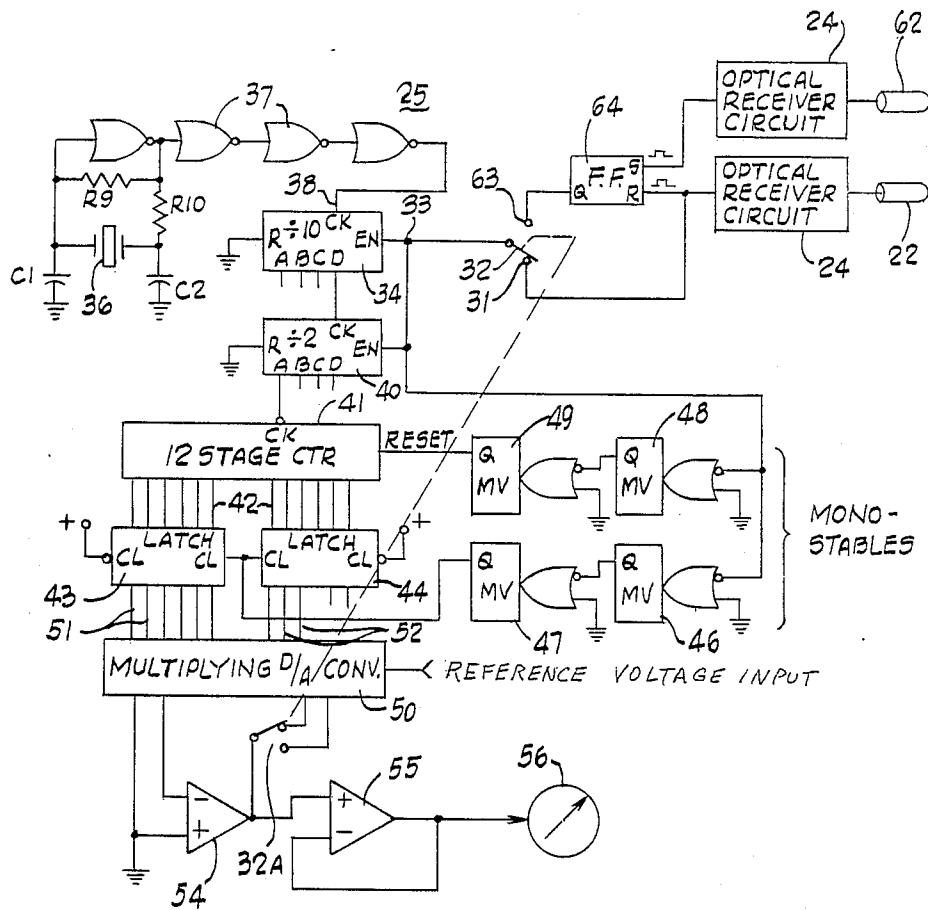 24
62
OPTICAL
RECEIVER
CIRCUIT
37
25
64
F.F.
S
R
Q
63
OPTICAL
RECEIVER
CIRCUIT
24
22
R9
R10
38
33
R ÷10 CK
EN
A B C D
32
31
34
36
C1
C2
R ÷2 CK
EN
A B C D
40
41
CK
12 STAGE CTR
RESET
49
48
Q
MV
Q
MV
42
MONO-
STABLES
+
+
LATCH
CL
CL
LATCH
CL
CL
43
44
Q
MV
Q
MV
47
46
51
52
MULTIPLYING D/A CONV.
REFERENCE VOLTAGE INPUT
50
56
55
-
+
+
-
32A
54